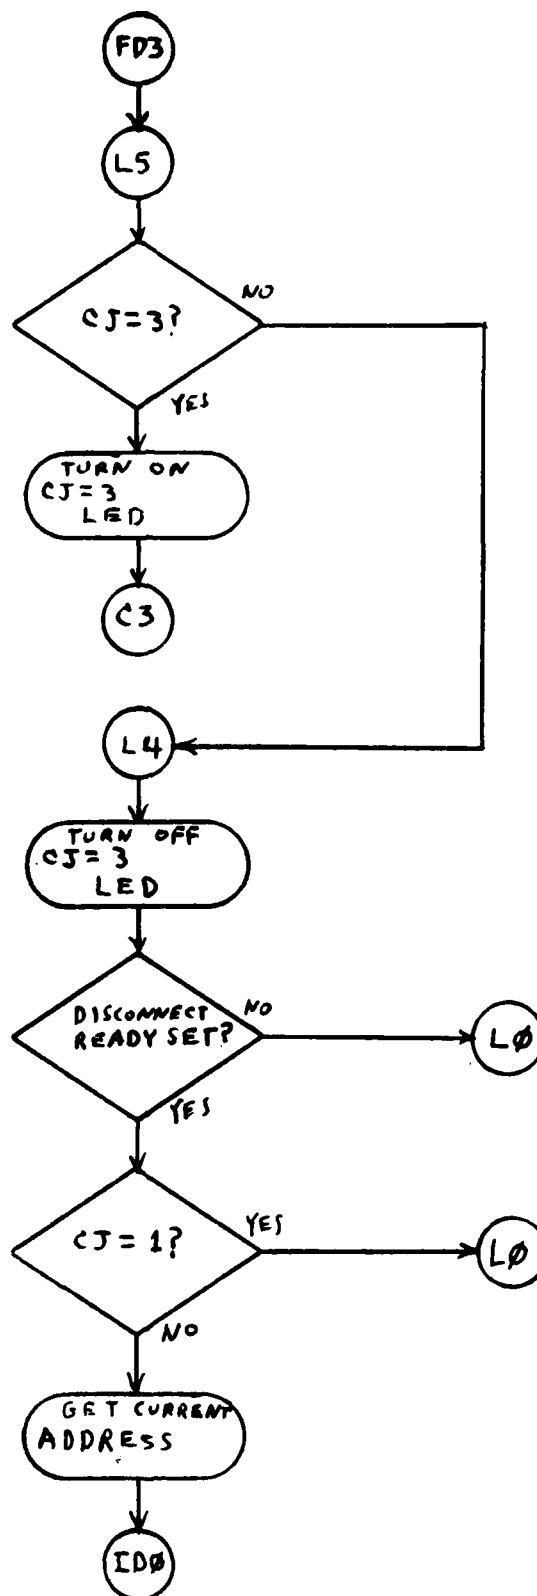 FD3
L5
CJ=3?
NO
YES
TURN ON
CJ=3
LED
C3
L4
TURN OFF
CJ=3
LED
DISCONNECT
READY SET?
NO
LØ
YES
CJ=1?
YES
LØ
NO
GET CURRENT
ADDRESS
IDØ